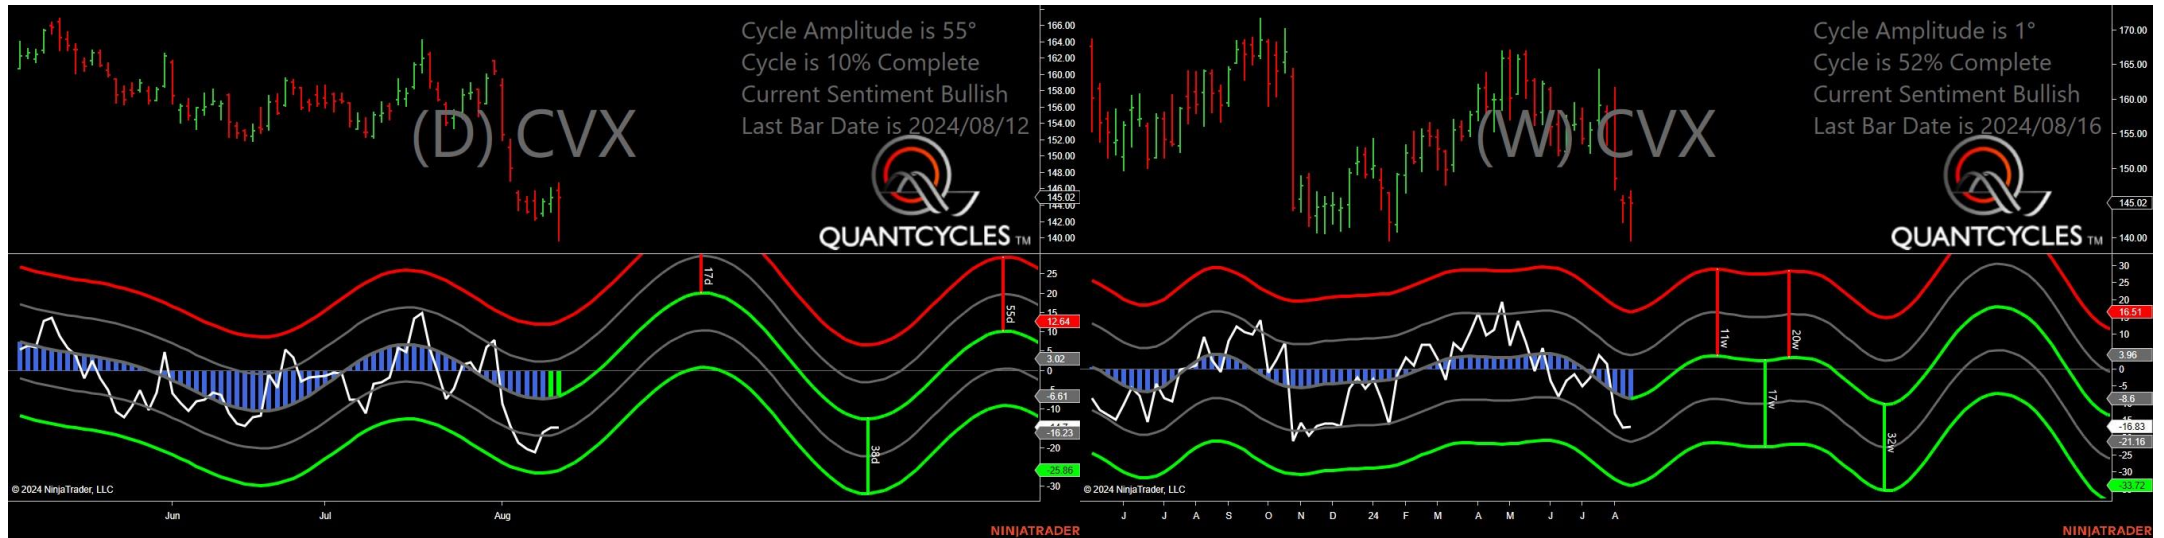 Cycle Amplitude is 55°
Cycle is 10% Complete
Current Sentiment Bullish
Last Bar Date is 2024/08/12
(D) CVX
QUANTCYCLES TM
166.00
164.00
162.00
160.00
158.00
156.00
154.00
152.00
150.00
148.00
146.00
145.02
144.00
142.00
140.00
17d
55d
38d
25
20
15
12.64
10
5
3.02
0
-5
-6.61
-10
-16.23
-20
-25.86
-30
© 2024 NinjaTrader, LLC
Jun
Jul
Aug
NINJATRADER
Cycle Amplitude is 1°
Cycle is 52% Complete
Current Sentiment Bullish
Last Bar Date is 2024/08/16
(W) CVX
QUANTCYCLES TM
170.00
165.00
160.00
155.00
150.00
145.02
140.00
11w
20w
17w
32w
30
25
20
16.51
10
3.96
0
-5
-8.6
-16.83
-21.16
-25
-30
-33.72
© 2024 NinjaTrader, LLC
J
J
A
S
O
N
D
24
F
M
A
M
J
J
A
NINJATRADER